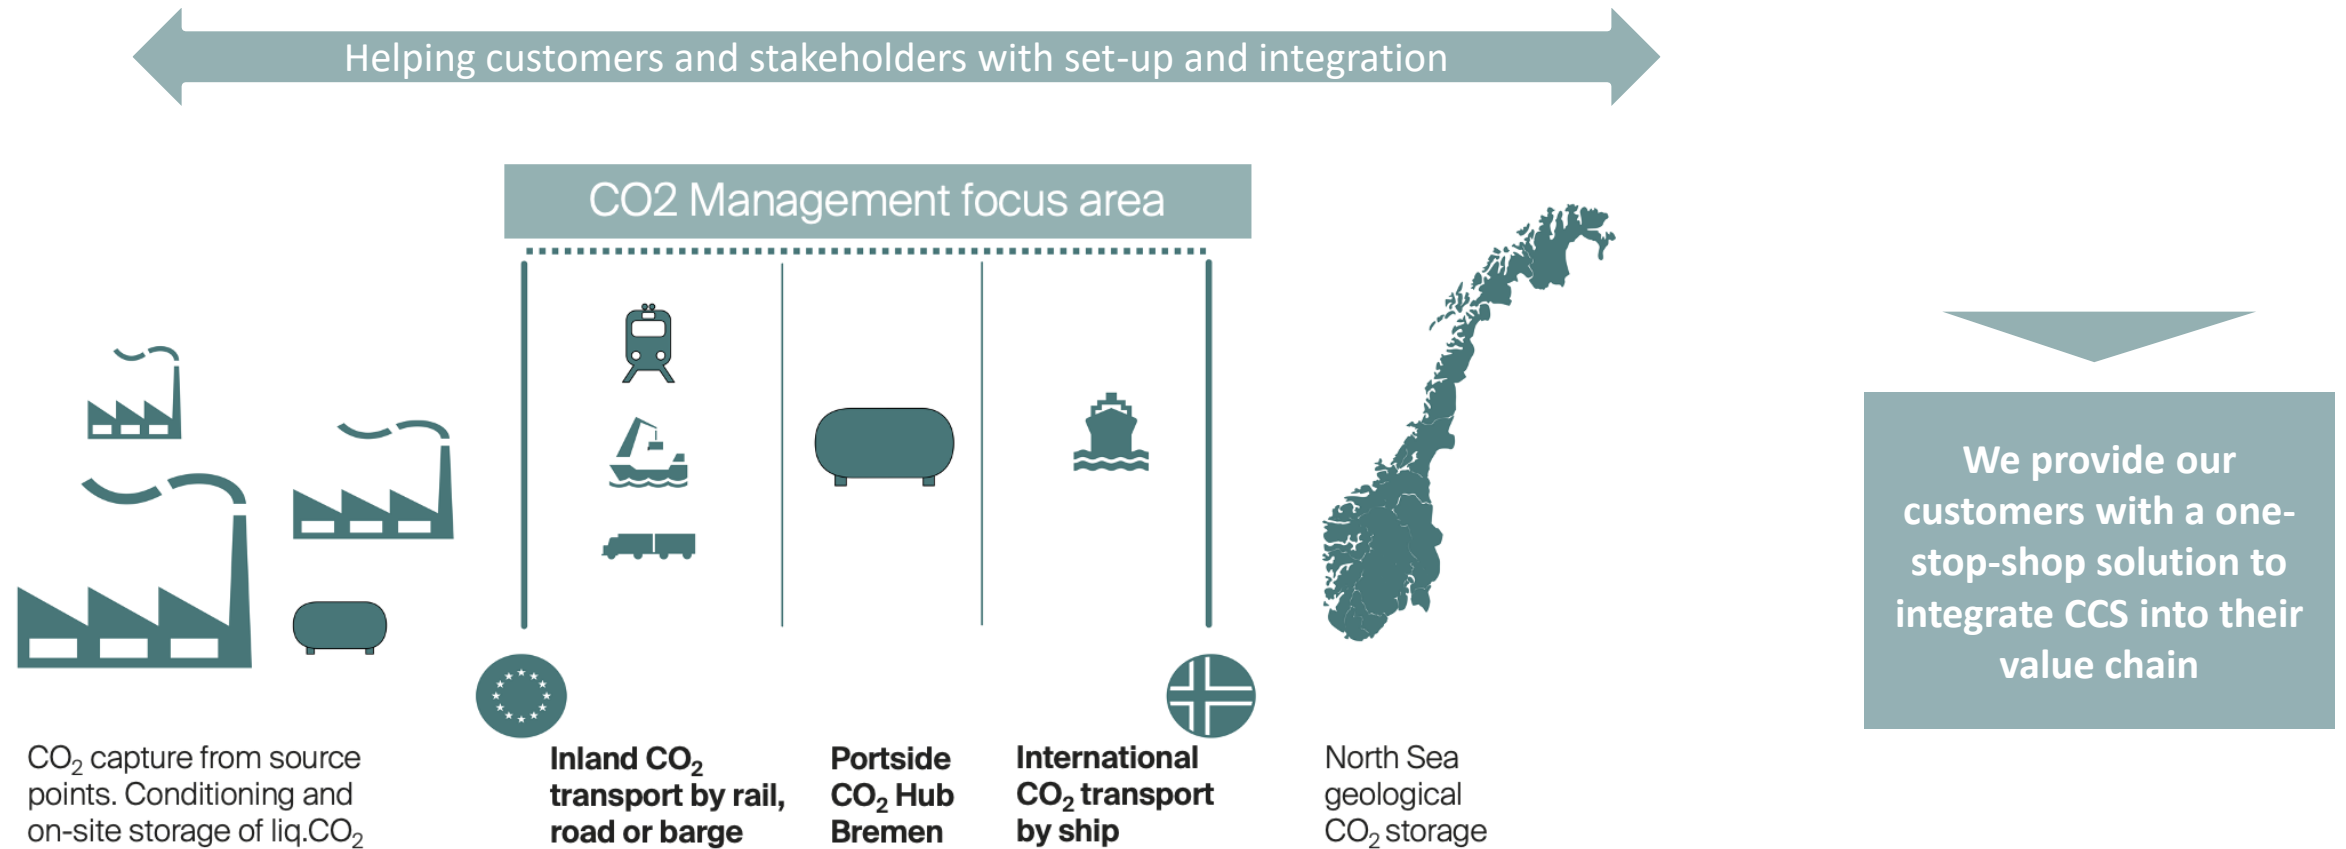 Helping customers and stakeholders with set-up and integration
CO2 Management focus area
CO₂ capture from source
points. Conditioning and
on-site storage of liq.CO₂
Inland CO₂
transport by rail,
road or barge
Portside
CO₂ Hub
Bremen
International
CO₂ transport
by ship
North Sea
geological
CO₂ storage
We provide our
customers with a one-
stop-shop solution to
integrate CCS into their
value chain